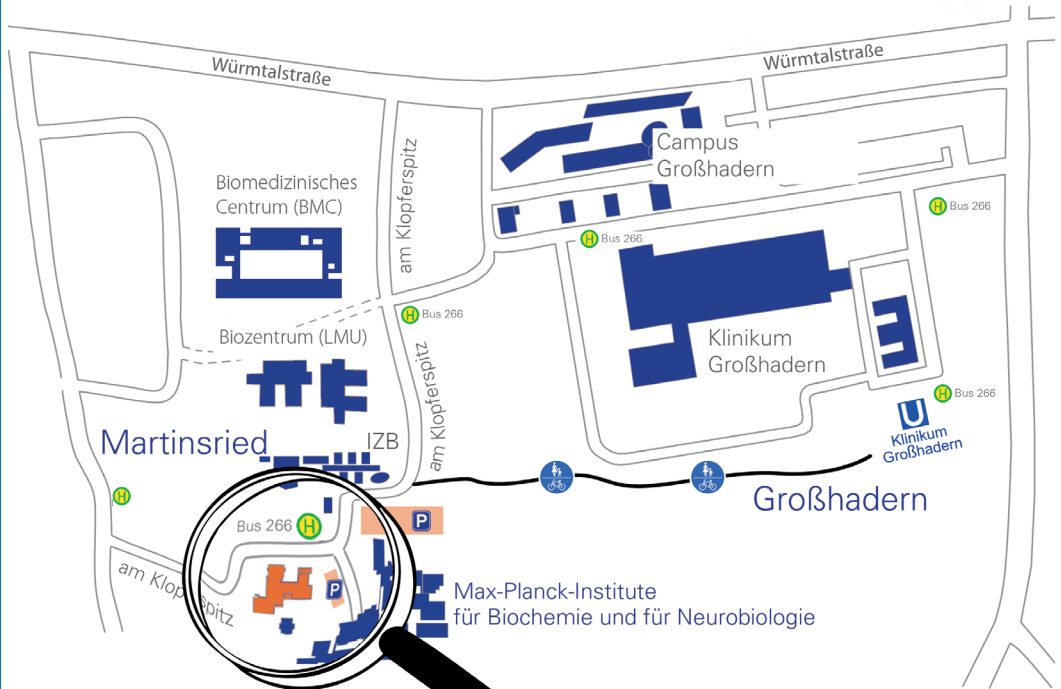 Würmtalstraße
Würmtalstraße
am Klopferspitz
Campus
Großhadern
Biomedizinisches
Centrum (BMC)
H Bus 266
H Bus 266
H Bus 266
Biozentrum (LMU)
Klinikum
Großhadern
am Klopferspitz
H Bus 266
U
Klinikum
Großhadern
Martinsried
IZB
H
Großhadern
Bus 266 H
P
am Klopferspitz
P
Max-Planck-Institute
für Biochemie und für Neurobiologie